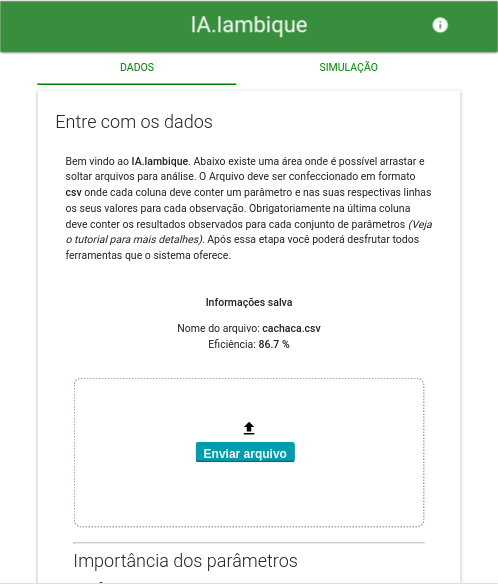 IA.lambique
DADOS
SIMULAÇÃO
Entre com os dados
Bem vindo ao IA.lambique. Abaixo existe uma área onde é possível arrastar e
soltar arquivos para análise. O Arquivo deve ser confeccionado em formato
csv onde cada coluna deve conter um parâmetro e nas suas respectivas linhas
os seus valores para cada observação. Obrigatoriamente na última coluna
deve conter os resultados observados para cada conjunto de parâmetros (Veja
o tutorial para mais detalhes). Após essa etapa você poderá desfrutar todos
ferramentas que o sistema oferece.
Informações salva
Nome do arquivo: cachaca.csv
Eficiência: 86.7 %
Enviar arquivo
Importância dos parâmetros